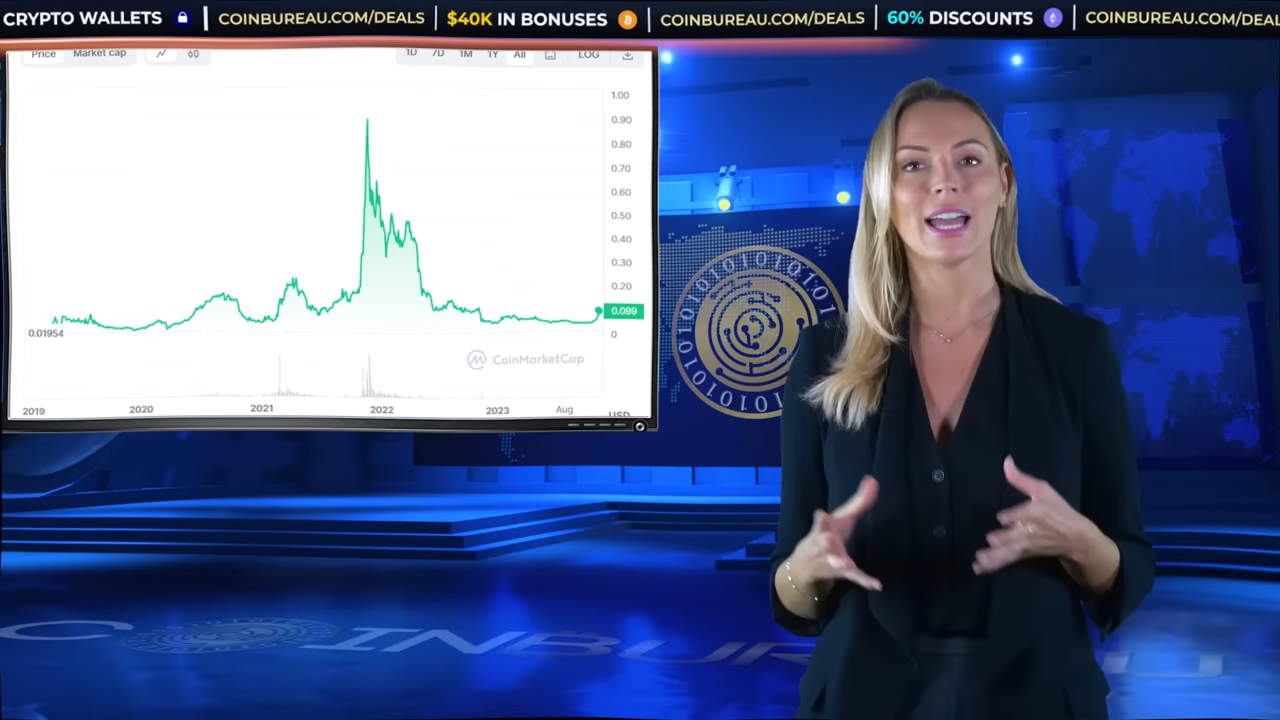 CRYPTO WALLETS COINBUREAU.COM/DEALS $40K IN BONUSES COINBUREAU.COM/DEALS 60% DISCOUNTS COINBUREAU.COM/DEAL
Price Market cap 1D 7D 1M 1Y All LOG
1.00
0.90
0.80
0.70
0.60
0.50
0.40
0.30
0.20
0.099
0.01954 0
CoinMarketCap
2019 2020 2021 2022 2023 Aug USD
10101010101
COINBUR U